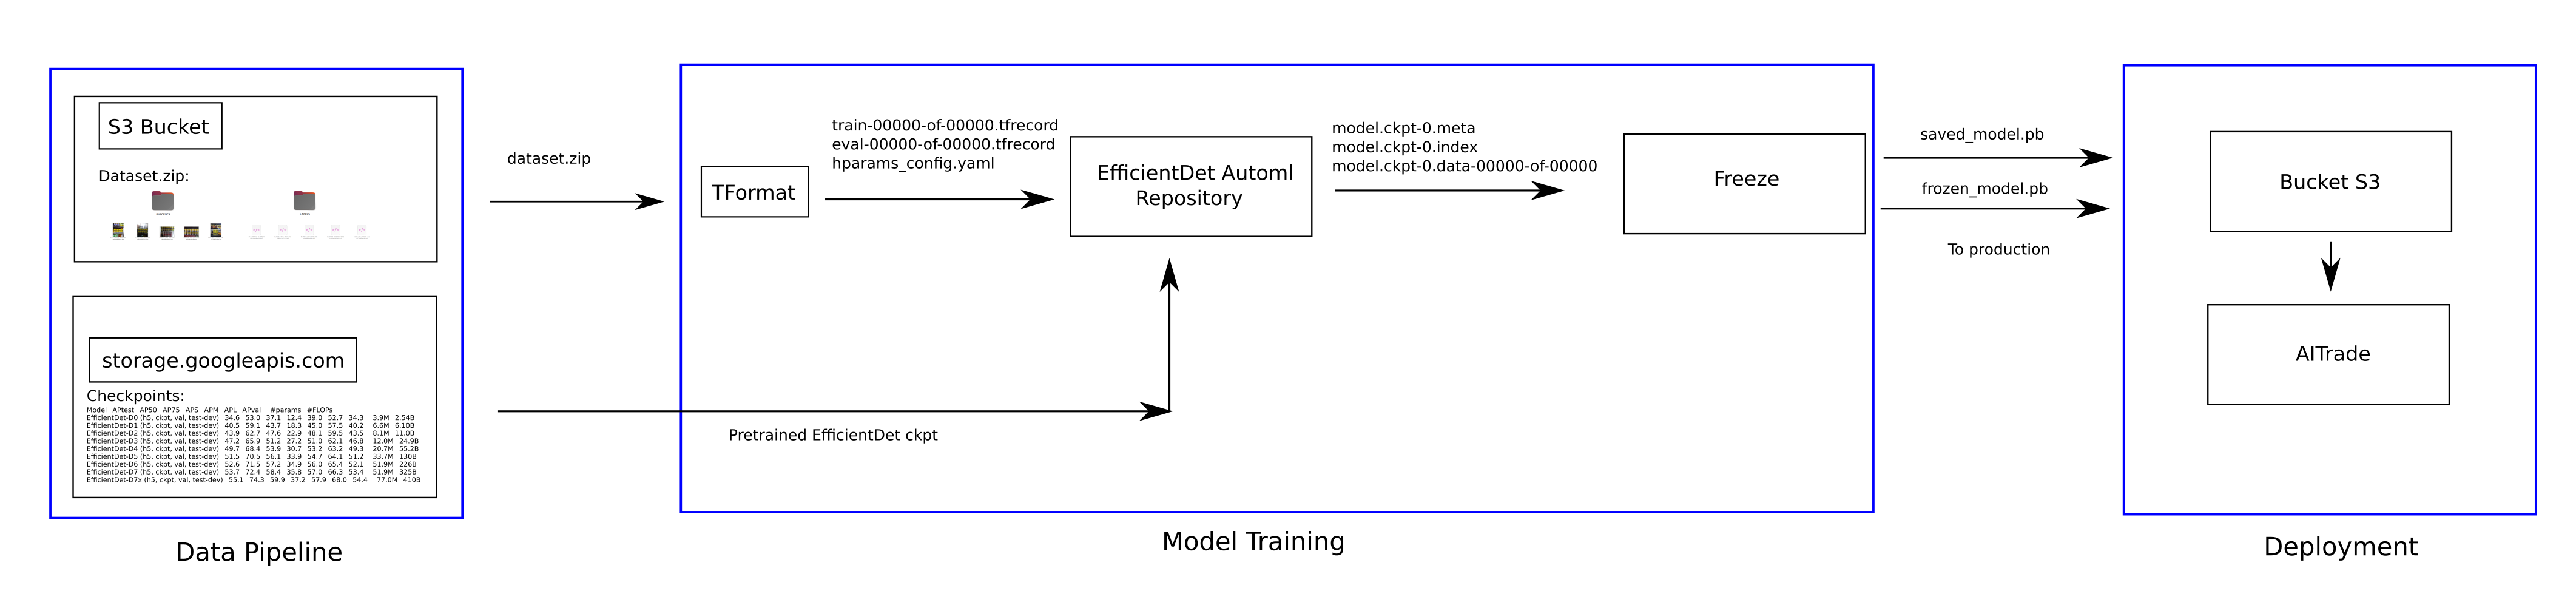 S3 Bucket
Dataset.zip:
storage.googleapis.com
Checkpoints:
Model APtest AP50 AP75 APS APM APL APval #params #FLOPs
EfficientDet-D0 (h5, ckpt, val, test-dev) 34.6 53.0 37.1 12.4 39.0 52.7 34.3 3.9M 2.54B
EfficientDet-D1 (h5, ckpt, val, test-dev) 40.5 59.1 43.7 18.3 45.0 57.5 40.2 6.6M 6.10B
EfficientDet-D2 (h5, ckpt, val, test-dev) 43.9 62.7 47.6 22.9 48.1 59.5 43.5 8.1M 11.0B
EfficientDet-D3 (h5, ckpt, val, test-dev) 47.2 65.9 51.2 27.2 51.0 62.1 46.8 12.0M 24.9B
EfficientDet-D4 (h5, ckpt, val, test-dev) 49.7 68.4 53.9 30.7 53.2 63.2 49.3 20.7M 55.2B
EfficientDet-D5 (h5, ckpt, val, test-dev) 51.5 70.5 56.1 33.9 54.7 64.1 51.2 33.7M 130B
EfficientDet-D6 (h5, ckpt, val, test-dev) 52.6 71.5 57.2 34.9 56.0 65.4 52.1 51.9M 226B
EfficientDet-D7 (h5, ckpt, val, test-dev) 53.7 72.4 58.4 35.8 57.0 66.3 53.4 51.9M 325B
EfficientDet-D7x (h5, ckpt, val, test-dev) 55.1 74.3 59.9 37.2 57.9 68.0 54.4 77.0M 410B
Data Pipeline
dataset.zip
TFormat
train-00000-of-00000.tfrecord
eval-00000-of-00000.tfrecord
hparams_config.yaml
EfficientDet Automl
Repository
model.ckpt-0.meta
model.ckpt-0.index
model.ckpt-0.data-00000-of-00000
Freeze
Pretrained EfficientDet ckpt
Model Training
saved_model.pb
frozen_model.pb
To production
Bucket S3
AITrade
Deployment